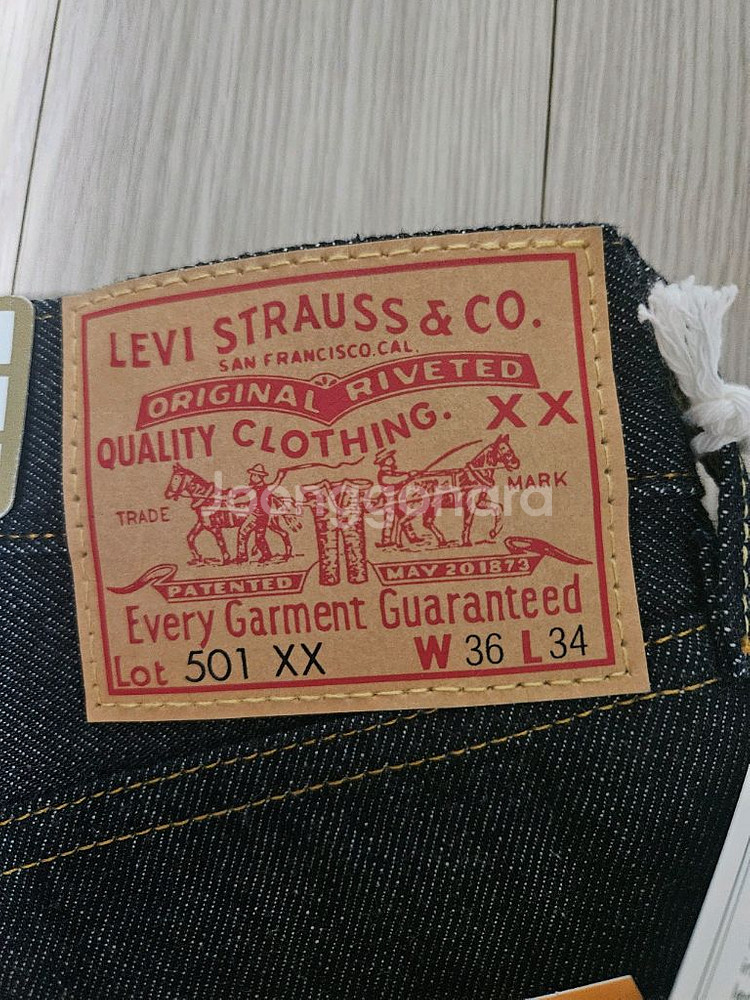 LEVI STRAUSS & CO.
SAN FRANCISCO.CAL.
ORIGINAL RIVETED
QUALITY CLOTHING. XX
TRADE MARK
Joonggonara
PATENTED MAY 20 1873
Every Garment Guaranteed
Lot 501 XX W 36 L 34